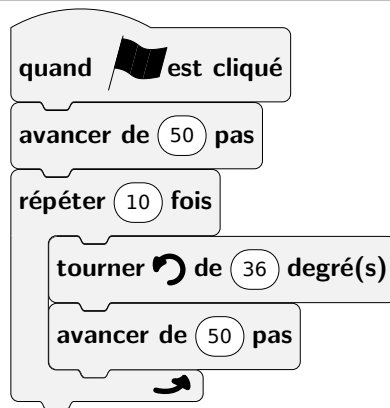 quand est cliqué
avancer de 50 pas
répéter 10 fois
tourner de 36 degré(s)
avancer de 50 pas